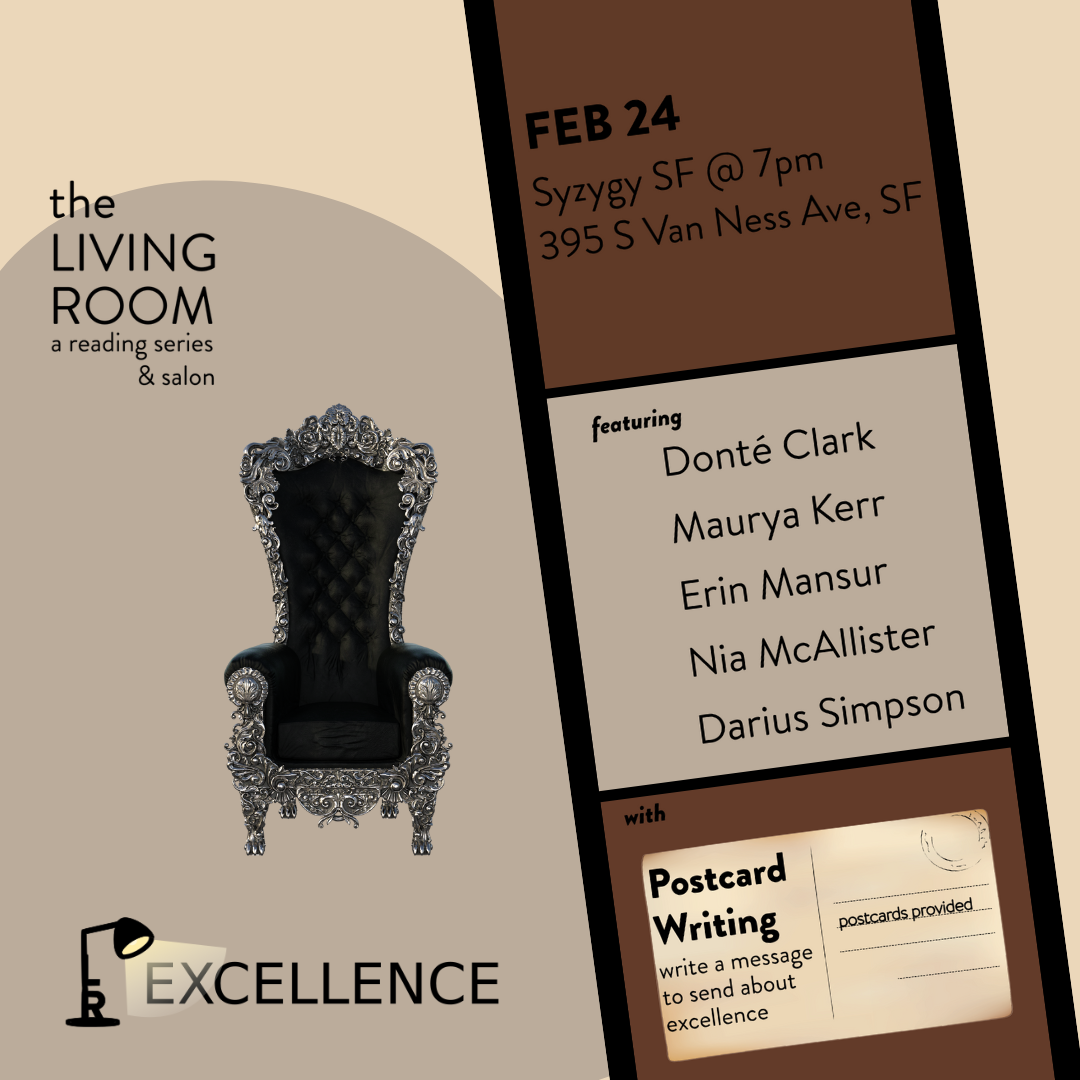 the
LIVING
ROOM
a reading series
& salon
LR
EXCELLENCE
FEB 24
Syzygy SF @ 7pm
395 S Van Ness Ave, SF
featuring
Donté Clark
Maurya Kerr
Erin Mansur
Nia McAllister
Darius Simpson
with
Postcard
Writing
write a message
to send about
excellence
postcards provided